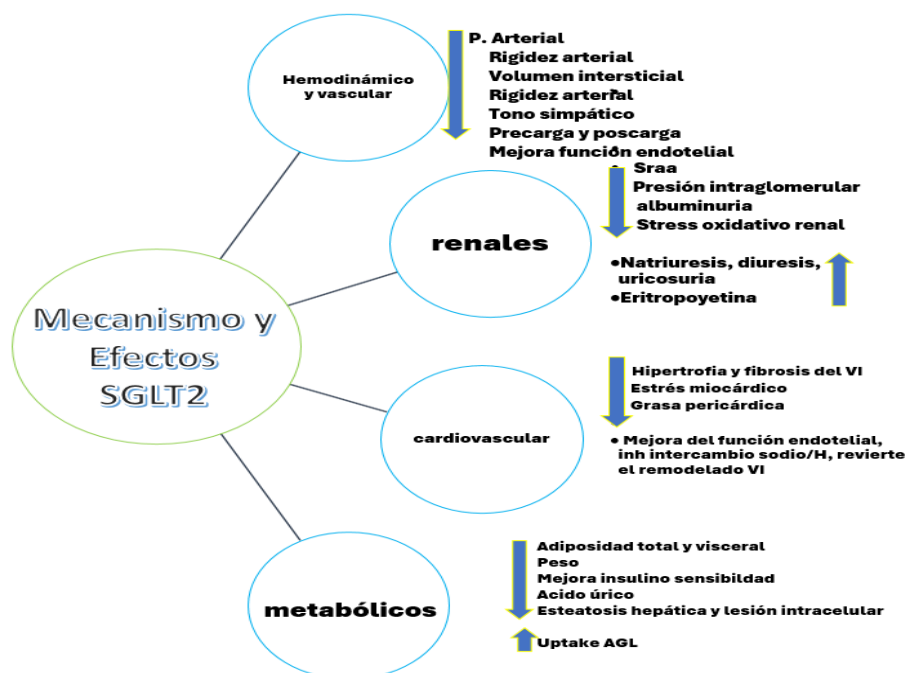 Mecanismo y
Efectos
SGLT2
Hemodinámico
y vascular
P. Arterial
Rigidez arterial
Volumen intersticial
Rigidez arterial
Tono simpático
Precarga y poscarga
Mejora función endotelial
renales
• Sraa
Presión intraglomerular
albuminuria
Stress oxidativo renal
•Natriuresis, diuresis,
uricosuria
•Eritropoyetina
cardiovascular
Hipertrofia y fibrosis del VI
Estrés miocárdico
Grasa pericárdica
• Mejora del función endotelial,
inh intercambio sodio/H, revierte
el remodelado VI
metabólicos
Adiposidad total y visceral
Peso
Mejora insulino sensibildad
Acido úrico
Esteatosis hepática y lesión intracelular
Uptake AGL